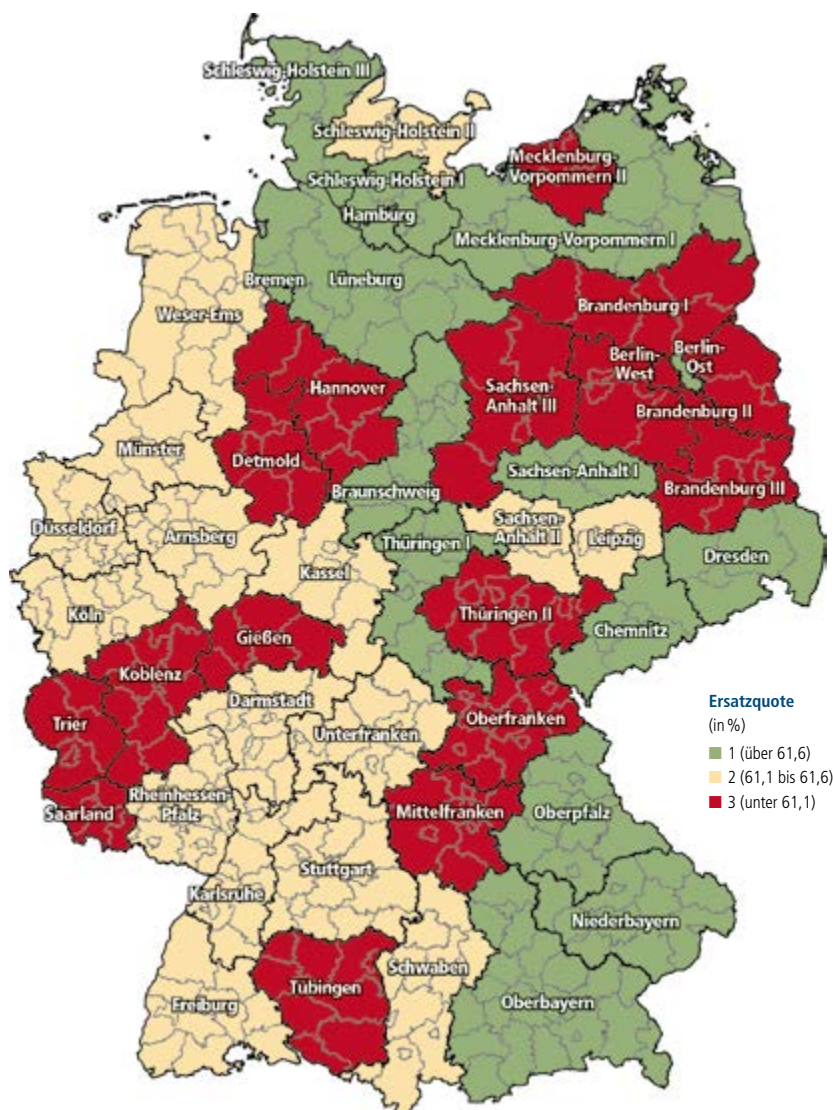 Schleswig-Holstein III
Schleswig-Holstein II
Mecklenburg-
Vorpommern II
Schleswig-Holstein I
Hamburg
Mecklenburg-Vorpommern I
Bremen
Lüneburg
Weser-Ems
Brandenburg I
Berlin-
West
Berlin-
Ost
Hannover
Sachsen-
Anhalt III
Brandenburg II
Münster
Detmold
Sachsen-Anhalt I
Braunschweig
Brandenburg III
Düsseldorf
Arnsberg
Thüringen I
Sachsen-
Anhalt II
Leipzig
Dresden
Kassel
Köln
Thüringen II
Chemnitz
Gießen
Koblenz
Darmstadt
Trier
Unterfranken
Oberfranken
Ersatzquote
(in %)
1 (über 61,6)
2 (61,1 bis 61,6)
3 (unter 61,1)
Rheinhessen-
Pfalz
Saarland
Mittelfranken
Oberpfalz
Stuttgart
Karlsruhe
Niederbayern
Schwaben
Tübingen
Freiburg
Oberbayern